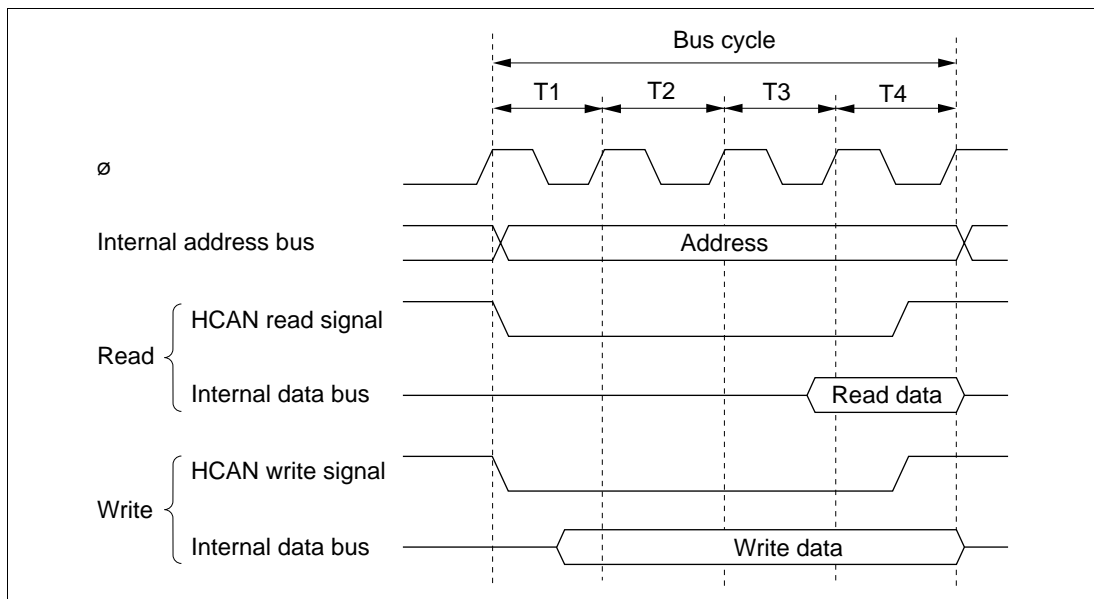 Bus cycle
T1 T2 T3 T4
ø
Internal address bus Address
HCAN read signal
Read
Internal data bus Read data
HCAN write signal
Write
Internal data bus Write data